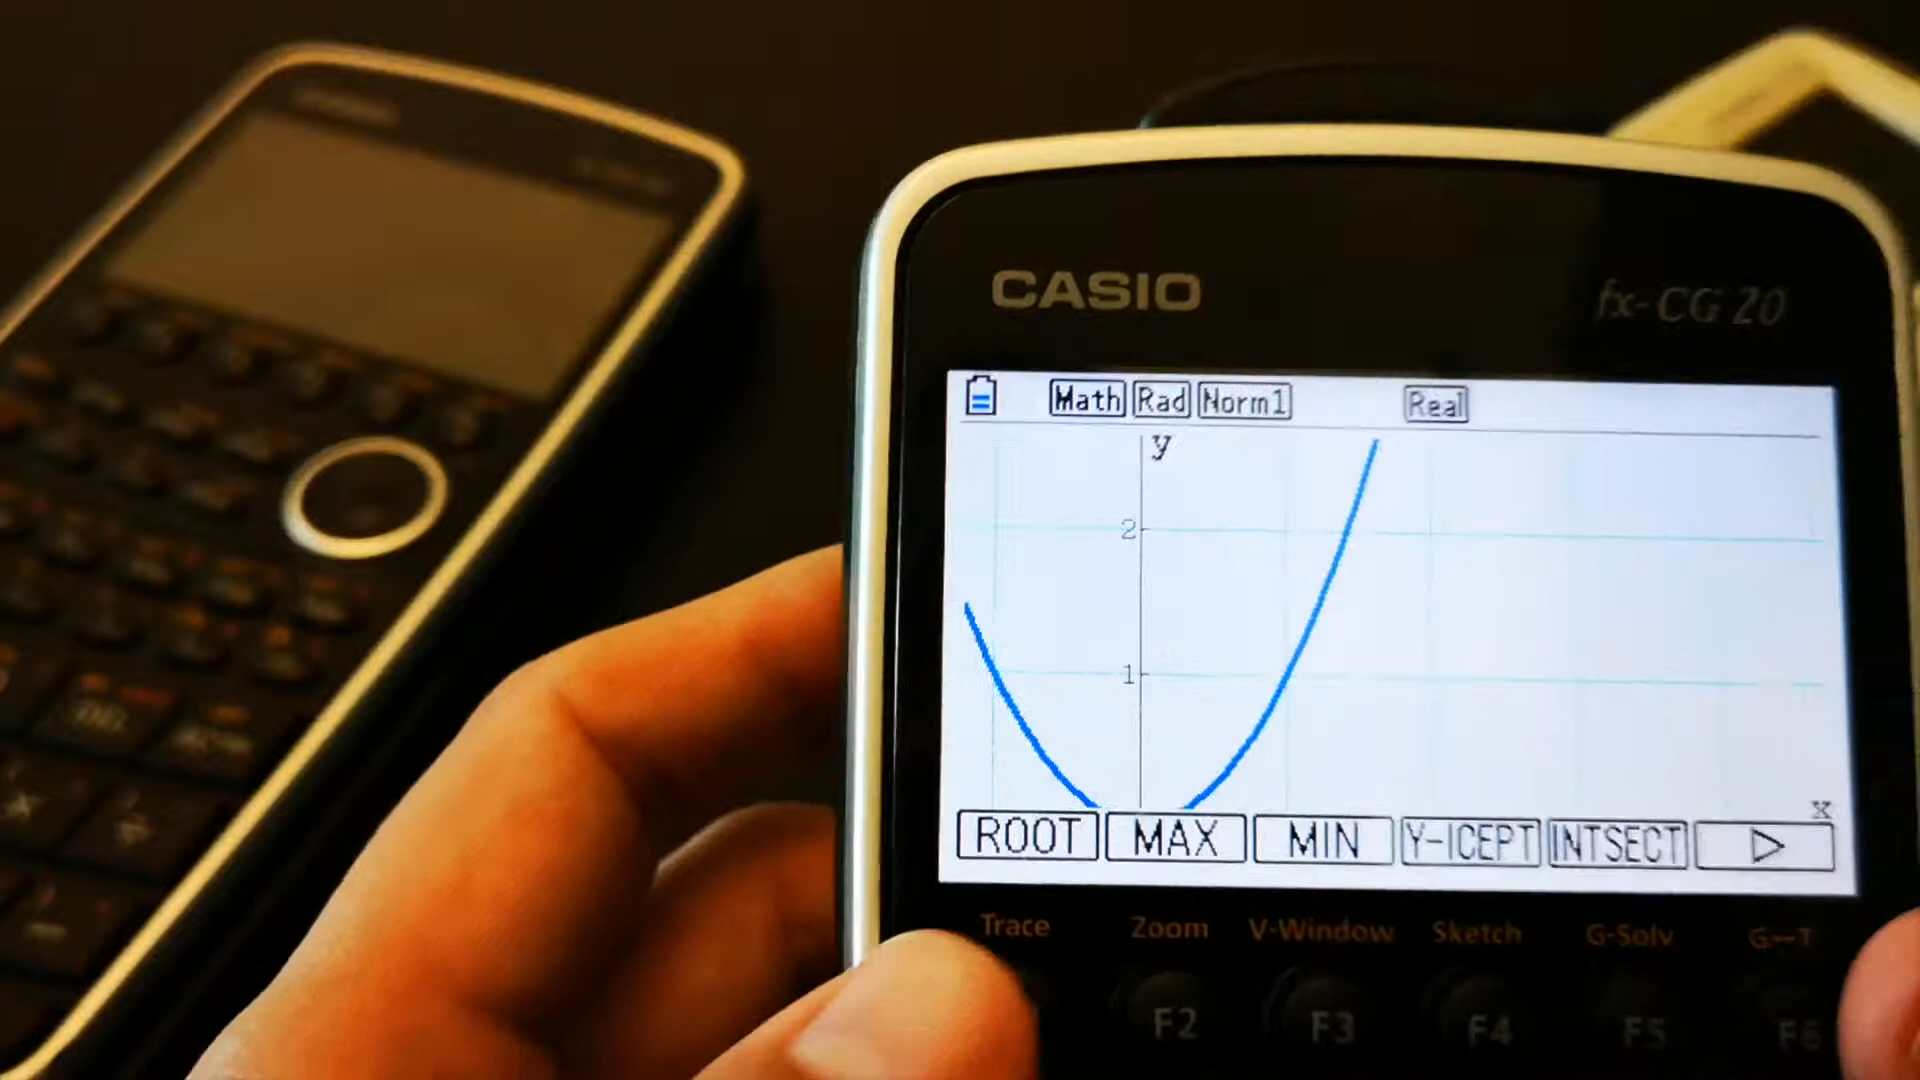 CASIO
fx-CG 20
Math Rad Norm1 Real
y
2
1
x
ROOT MAX MIN Y-ICEPT INTSECT ▷
Trace Zoom V-Window Sketch G-Solv G↔T
F2 F3 F4 F5 F6
DEL